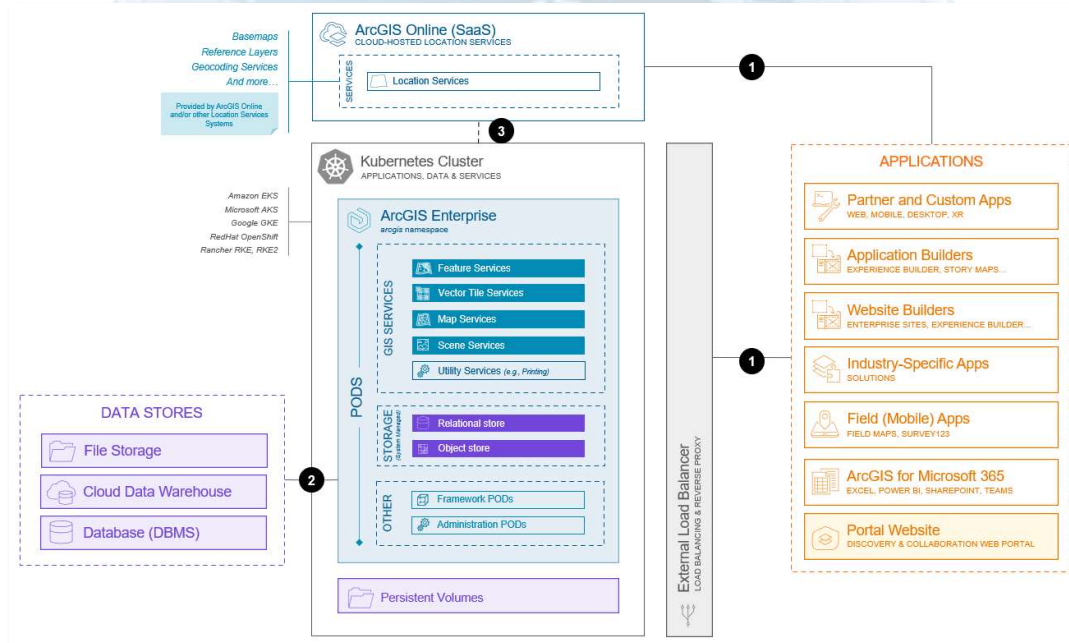 Basemaps
Reference Layers
Geocoding Services
And more…
Provided by ArcGIS Online
and/or other Location Services
Systems
ArcGIS Online (SaaS)
CLOUD-HOSTED LOCATION SERVICES
SERVICES
Location Services
1
3
Kubernetes Cluster
APPLICATIONS, DATA & SERVICES
Amazon EKS
Microsoft AKS
Google GKE
RedHat OpenShift
Rancher RKE, RKE2
ArcGIS Enterprise
arcgis namespace
PODS
GIS SERVICES
Feature Services
Vector Tile Services
Map Services
Scene Services
Utility Services (e.g., Printing)
STORAGE
(System Managed)
Relational store
Object store
OTHER
Framework PODs
Administration PODs
Persistent Volumes
DATA STORES
File Storage
Cloud Data Warehouse
Database (DBMS)
2
External Load Balancer
LOAD BALANCING & REVERSE PROXY
1
APPLICATIONS
Partner and Custom Apps
WEB, MOBILE, DESKTOP, XR
Application Builders
EXPERIENCE BUILDER, STORY MAPS…
Website Builders
ENTERPRISE SITES, EXPERIENCE BUILDER…
Industry-Specific Apps
SOLUTIONS
Field (Mobile) Apps
FIELD MAPS, SURVEY123
ArcGIS for Microsoft 365
EXCEL, POWER BI, SHAREPOINT, TEAMS
Portal Website
DISCOVERY & COLLABORATION WEB PORTAL